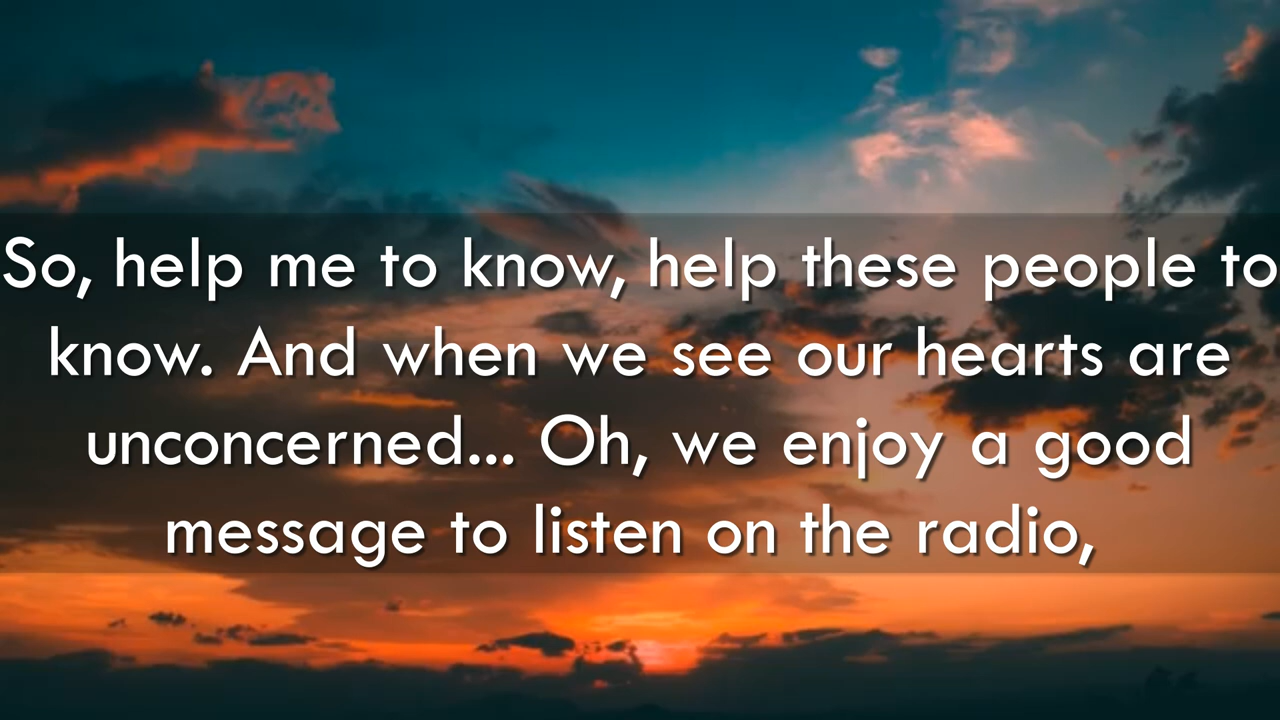 So, help me to know, help these people to
know. And when we see our hearts are
unconcerned... Oh, we enjoy a good
message to listen on the radio,